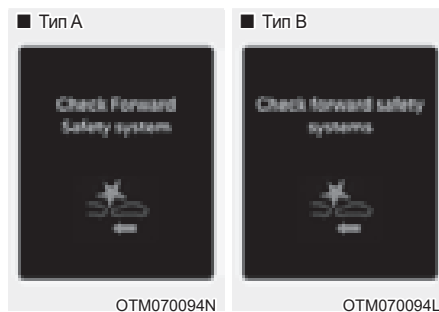 ■ Тип A
Check Forward
Safety system
OTM070094N
■ Тип B
Check forward safety
systems
OTM070094L